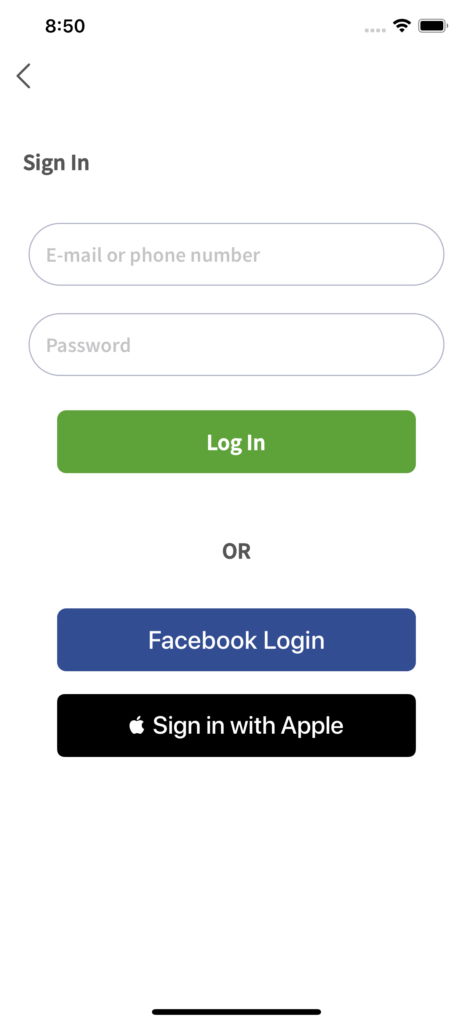 8:50
Sign In
E-mail or phone number
Password
Log In
OR
Facebook Login
Sign in with Apple